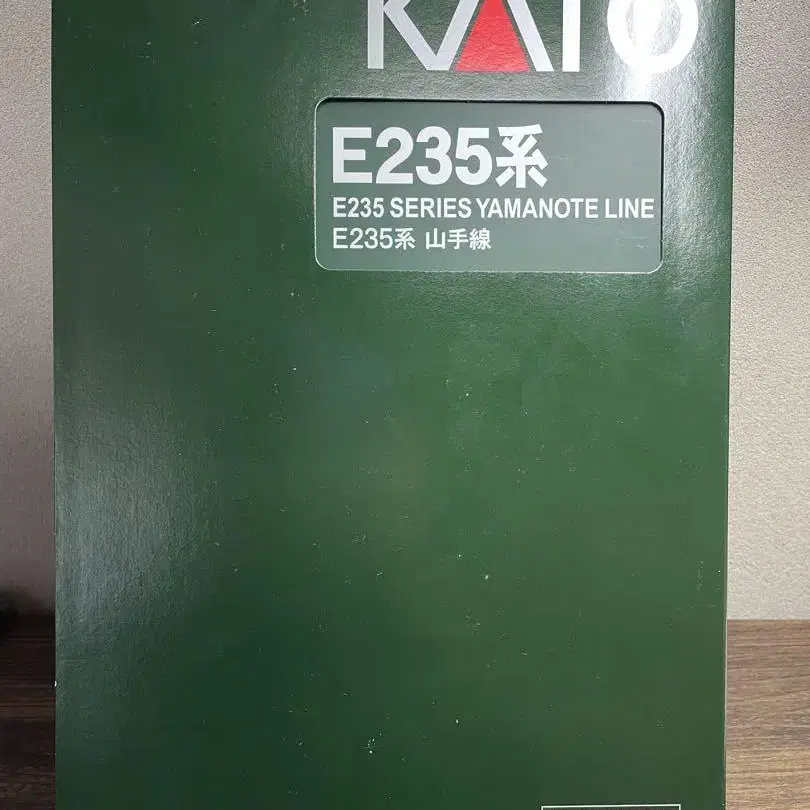 KATO
E235系
E235 SERIES YAMANOTE LINE
E235系 山手線